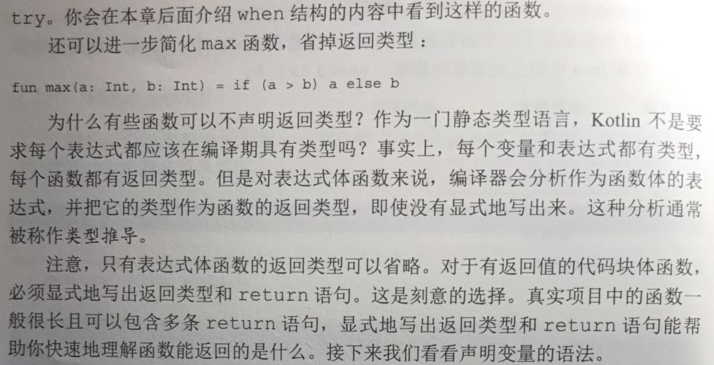 try。你会在本章后面介绍 when 结构的内容中看到这样的函数。
还可以进一步简化 max 函数，省掉返回类型：
fun max(a: Int, b: Int) = if (a > b) a else b
为什么有些函数可以不声明返回类型？作为一门静态类型语言，Kotlin 不是要
求每个表达式都应该在编译期具有类型吗？事实上，每个变量和表达式都有类型，
每个函数都有返回类型。但是对表达式体函数来说，编译器会分析作为函数体的表
达式，并把它的类型作为函数的返回类型，即使没有显式地写出来。这种分析通常
被称作类型推导。
注意，只有表达式体函数的返回类型可以省略。对于有返回值的代码块体函数，
必须显式地写出返回类型和 return 语句。这是刻意的选择。真实项目中的函数一
般很长且可以包含多条 return 语句，显式地写出返回类型和 return 语句能帮
助你快速地理解函数能返回的是什么。接下来我们看看声明变量的语法。